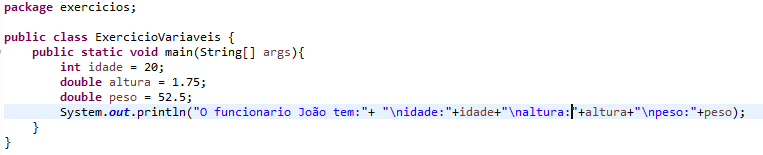 package exercicios;
public class ExercicioVariaveis {
public static void main(String[] args){
int idade = 20;
double altura = 1.75;
double peso = 52.5;
System.out.println("O funcionario João tem:"+ "\nidade:"+idade+"\naltura:"+altura+"\npeso:"+peso);
}
}